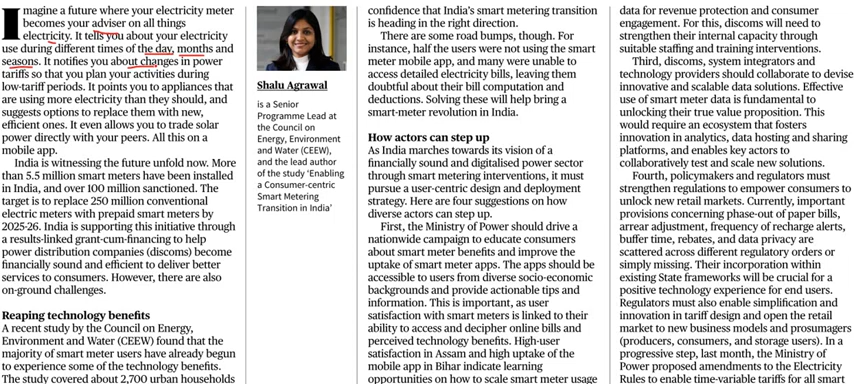 Imagine a future where your electricity meter
becomes your adviser on all things
electricity. It tells you about your electricity
use during different times of the day, months and
seasons. It notifies you about changes in power
tariffs so that you plan your activities during
low-tariff periods. It points you to appliances that
are using more electricity than they should, and
suggests options to replace them with new,
efficient ones. It even allows you to trade solar
power directly with your peers. All this on a
mobile app.
India is witnessing the future unfold now. More
than 5.5 million smart meters have been installed
in India, and over 100 million sanctioned. The
target is to replace 250 million conventional
electric meters with prepaid smart meters by
2025-26. India is supporting this initiative through
a results-linked grant-cum-financing to help
power distribution companies (discoms) become
financially sound and efficient to deliver better
services to consumers. However, there are also
on-ground challenges.
Reaping technology benefits
A recent study by the Council on Energy,
Environment and Water (CEEW) found that the
majority of smart meter users have already begun
to experience some of the technology benefits.
The study covered about 2,700 urban households
Shalu Agrawal
is a Senior
Programme Lead at
the Council on
Energy, Environment
and Water (CEEW),
and the lead author
of the study 'Enabling
a Consumer-centric
Smart Metering
Transition in India'
confidence that India's smart metering transition
is heading in the right direction.
There are some road bumps, though. For
instance, half the users were not using the smart
meter mobile app, and many were unable to
access detailed electricity bills, leaving them
doubtful about their bill computation and
deductions. Solving these will help bring a
smart-meter revolution in India.
How actors can step up
As India marches towards its vision of a
financially sound and digitalised power sector
through smart metering interventions, it must
pursue a user-centric design and deployment
strategy. Here are four suggestions on how
diverse actors can step up.
First, the Ministry of Power should drive a
nationwide campaign to educate consumers
about smart meter benefits and improve the
uptake of smart meter apps. The apps should be
accessible to users from diverse socio-economic
backgrounds and provide actionable tips and
information. This is important, as user
satisfaction with smart meters is linked to their
ability to access and decipher online bills and
perceived technology benefits. High-user
satisfaction in Assam and high uptake of the
mobile app in Bihar indicate learning
opportunities on how to scale smart meter usage
data for revenue protection and consumer
engagement. For this, discoms will need to
strengthen their internal capacity through
suitable staffing and training interventions.
Third, discoms, system integrators and
technology providers should collaborate to devise
innovative and scalable data solutions. Effective
use of smart meter data is fundamental to
unlocking their true value proposition. This
would require an ecosystem that fosters
innovation in analytics, data hosting and sharing
platforms, and enables key actors to
collaboratively test and scale new solutions.
Fourth, policymakers and regulators must
strengthen regulations to empower consumers to
unlock new retail markets. Currently, important
provisions concerning phase-out of paper bills,
arrear adjustment, frequency of recharge alerts,
buffer time, rebates, and data privacy are
scattered across different regulatory orders or
simply missing. Their incorporation within
existing State frameworks will be crucial for a
positive technology experience for end users.
Regulators must also enable simplification and
innovation in tariff design and open the retail
market to new business models and prosumagers
(producers, consumers, and storage users). In a
progressive step, last month, the Ministry of
Power proposed amendments to the Electricity
Rules to enable time-variable tariffs for all smart